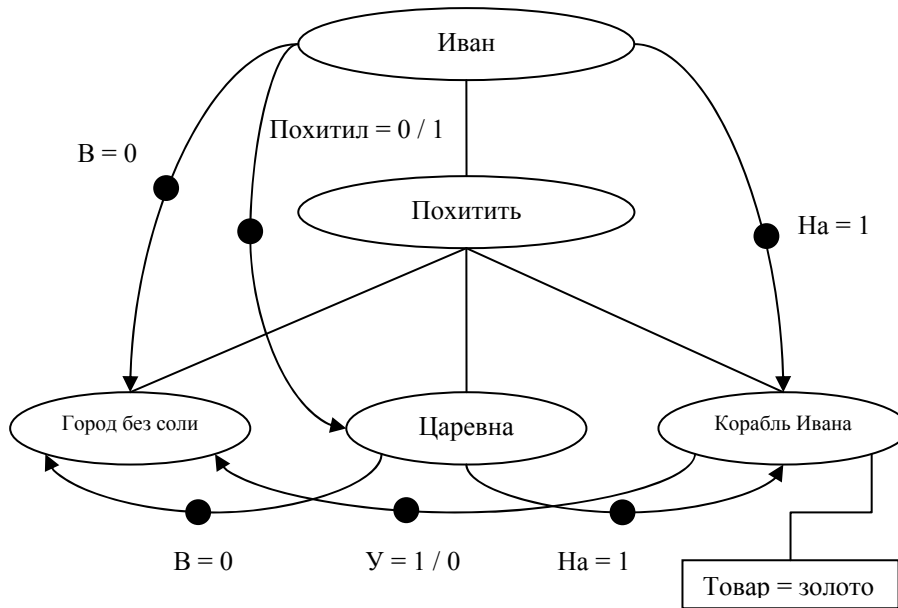 Иван
Похитил = 0 / 1
В = 0
Похитить
На = 1
Город без соли
Царевна
Корабль Ивана
В = 0
У = 1 / 0
На = 1
Товар = золото